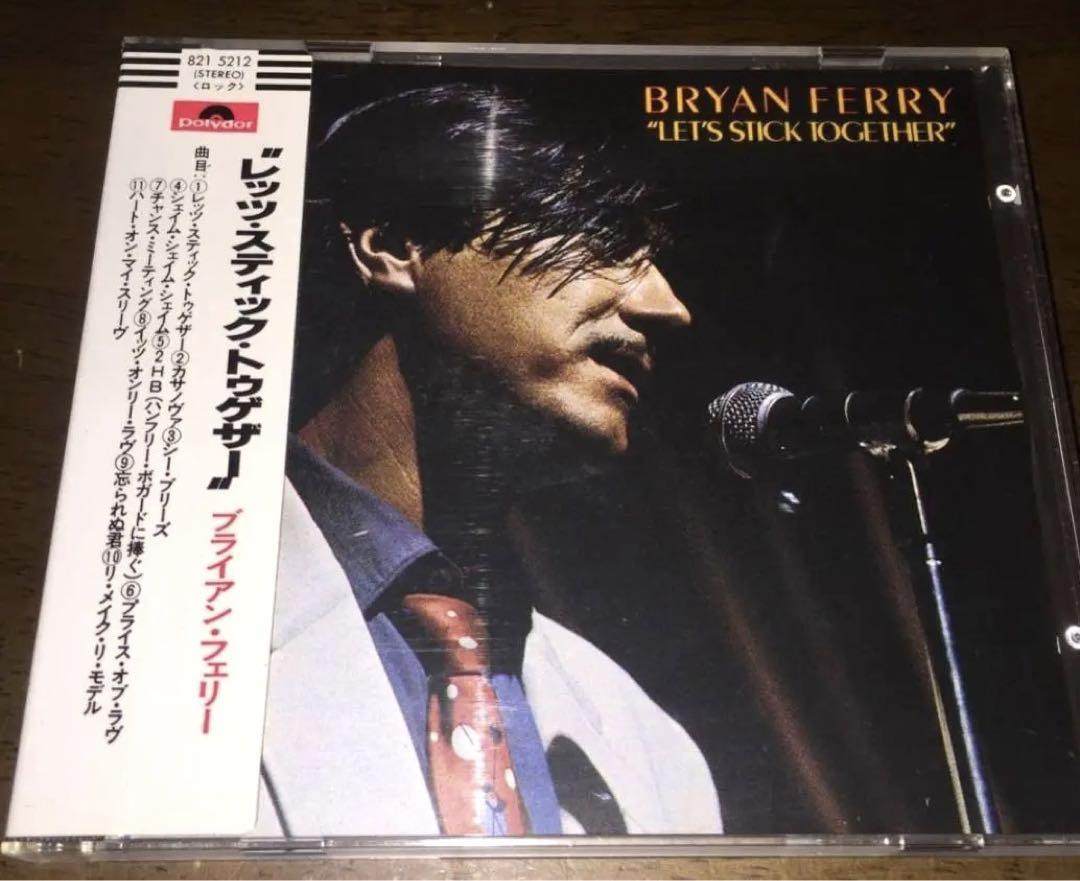 821 5212
(STEREO)
〈ロック〉
polydor
"レッツ・スティック・トゥゲザー" ブライアン・フェリー
曲目:①レッツ・スティック・トゥゲザー②カサノヴァ③シー・ブリーズ
④シェイム・シェイム・シェイム⑤2HB(ハンフリー・ボガードに捧ぐ)⑥プライス・オブ・ラヴ
⑦チャンス・ミーティング⑧イッツ・オンリー・ラヴ⑨忘られぬ君⑩リ・メイク・リ・モデル
⑪ハート・オン・マイ・スリーヴ
BRYAN FERRY
"LET'S STICK TOGETHER"